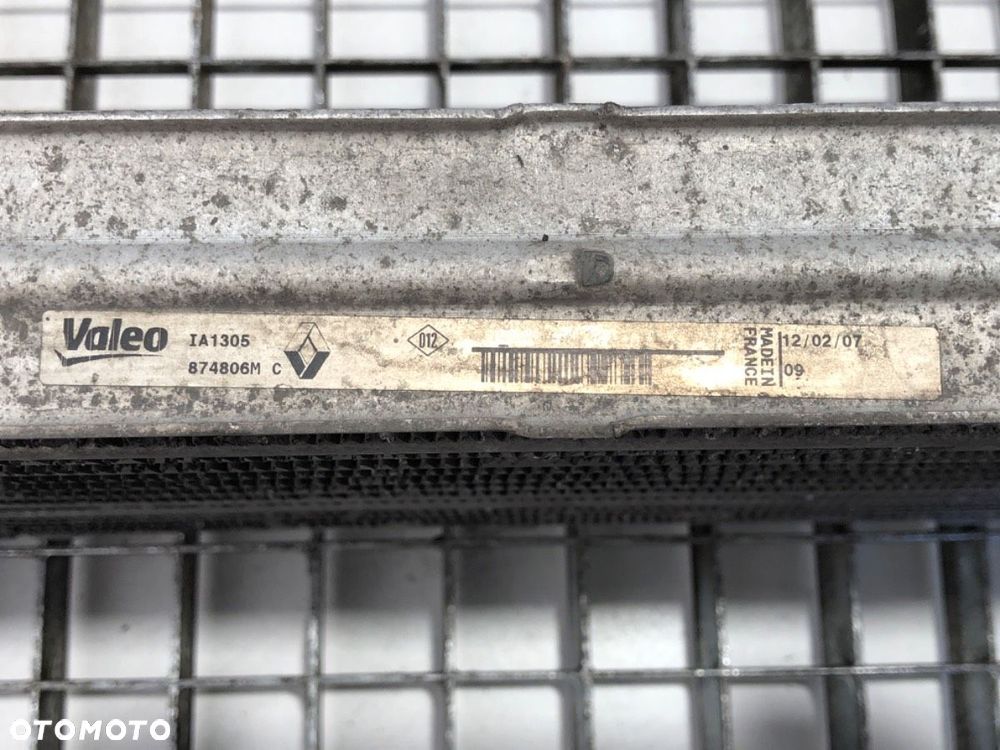 Valeo
IA1305
874806M C
012
MADE IN
FRANCE
12/02/07
09
OTOMOTO